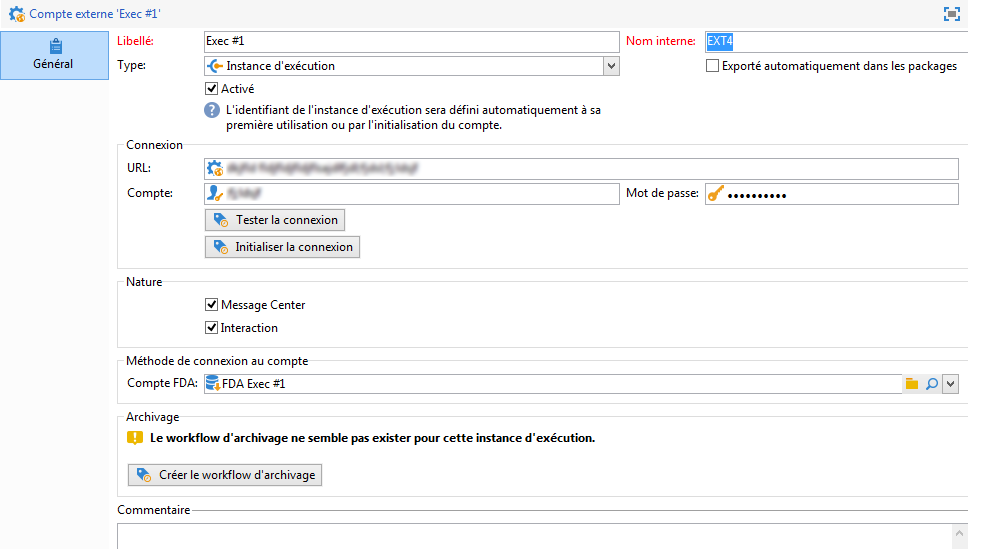 Compte externe 'Exec #1'
Général
Libellé: Exec #1 Nom interne: EXT4
Type: Instance d'exécution Exporté automatiquement dans les packages
Activé
L'identifiant de l'instance d'exécution sera défini automatiquement à sa
première utilisation ou par l'initialisation du compte.
Connexion
URL:
Compte: Mot de passe: ••••••••••
Tester la connexion
Initialiser la connexion
Nature
Message Center
Interaction
Méthode de connexion au compte
Compte FDA: FDA Exec #1
Archivage
Le workflow d'archivage ne semble pas exister pour cette instance d'exécution.
Créer le workflow d'archivage
Commentaire